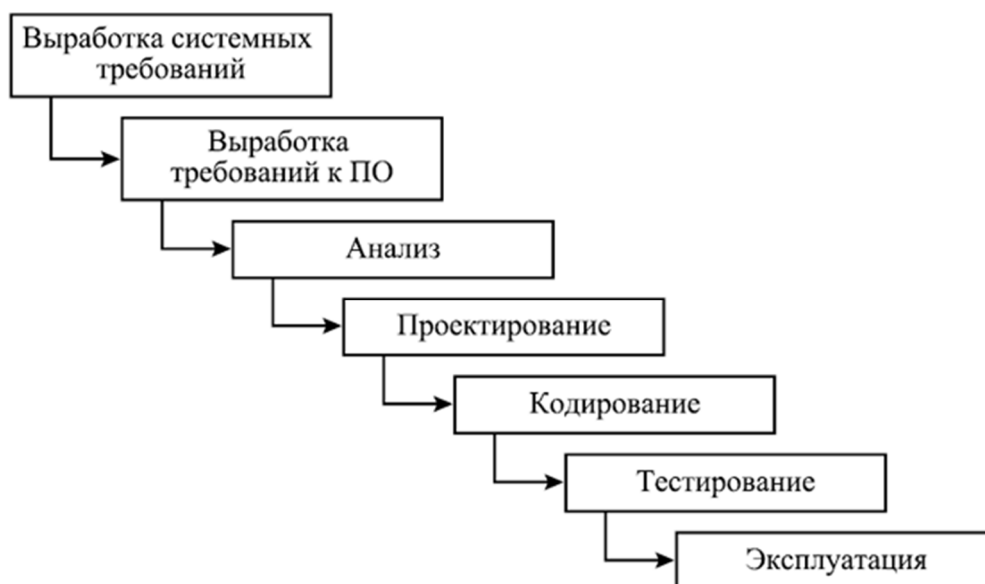 Выработка системных
требований
Выработка
требований к ПО
Анализ
Проектирование
Кодирование
Тестирование
Эксплуатация